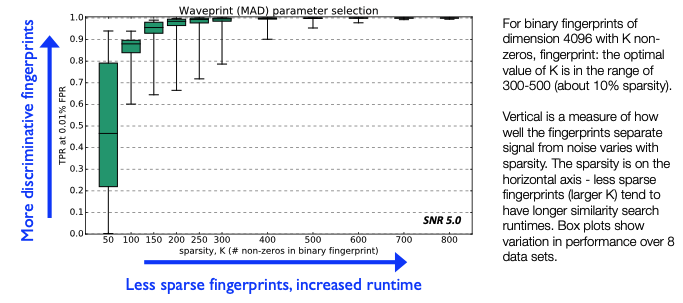 Waveprint (MAD) parameter selection
More discriminative fingerprints
TPR at 0.01% FPR
1.0
0.9
0.8
0.7
0.6
0.5
0.4
0.3
0.2
0.1
0.0
SNR 5.0
50 100 150 200 250 300 400 500 600 700 800
sparsity, K (# non-zeros in binary fingerprint)
Less sparse fingerprints, increased runtime
For binary fingerprints of
dimension 4096 with K non-
zeros, fingerprint: the optimal
value of K is in the range of
300-500 (about 10% sparsity).
Vertical is a measure of how
well the fingerprints separate
signal from noise varies with
sparsity. The sparsity is on the
horizontal axis - less sparse
fingerprints (larger K) tend to
have longer similarity search
runtimes. Box plots show
variation in performance over 8
data sets.